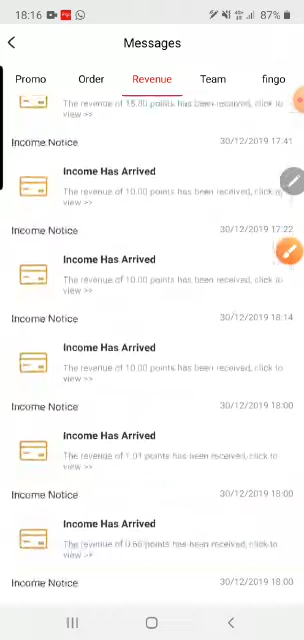 18:16 87%
Messages
Promo Order Revenue Team fingo
The revenue of 15.80 points has been received, click to
view >>
Income Notice 30/12/2019 17:41
Income Has Arrived
The revenue of 10.00 points has been received, click to
view >>
Income Notice 30/12/2019 17:22
Income Has Arrived
The revenue of 10.00 points has been received, click to
view >>
Income Notice 30/12/2019 18:14
Income Has Arrived
The revenue of 10.00 points has been received, click to
view >>
Income Notice 30/12/2019 18:00
Income Has Arrived
The revenue of 1.01 points has been received, click to
view >>
Income Notice 30/12/2019 18:00
Income Has Arrived
The revenue of points has been received, click to
view >>
Income Notice 30/12/2019 18:00